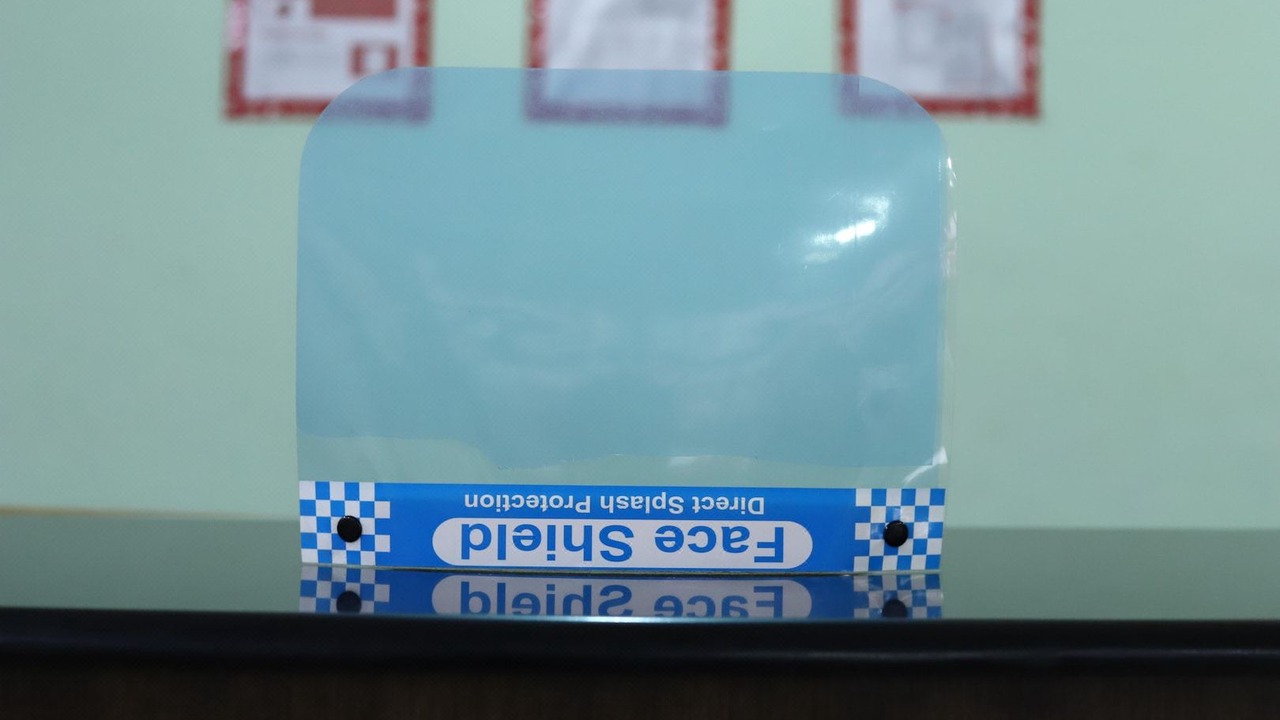 Face Shield
Direct Splash Protection